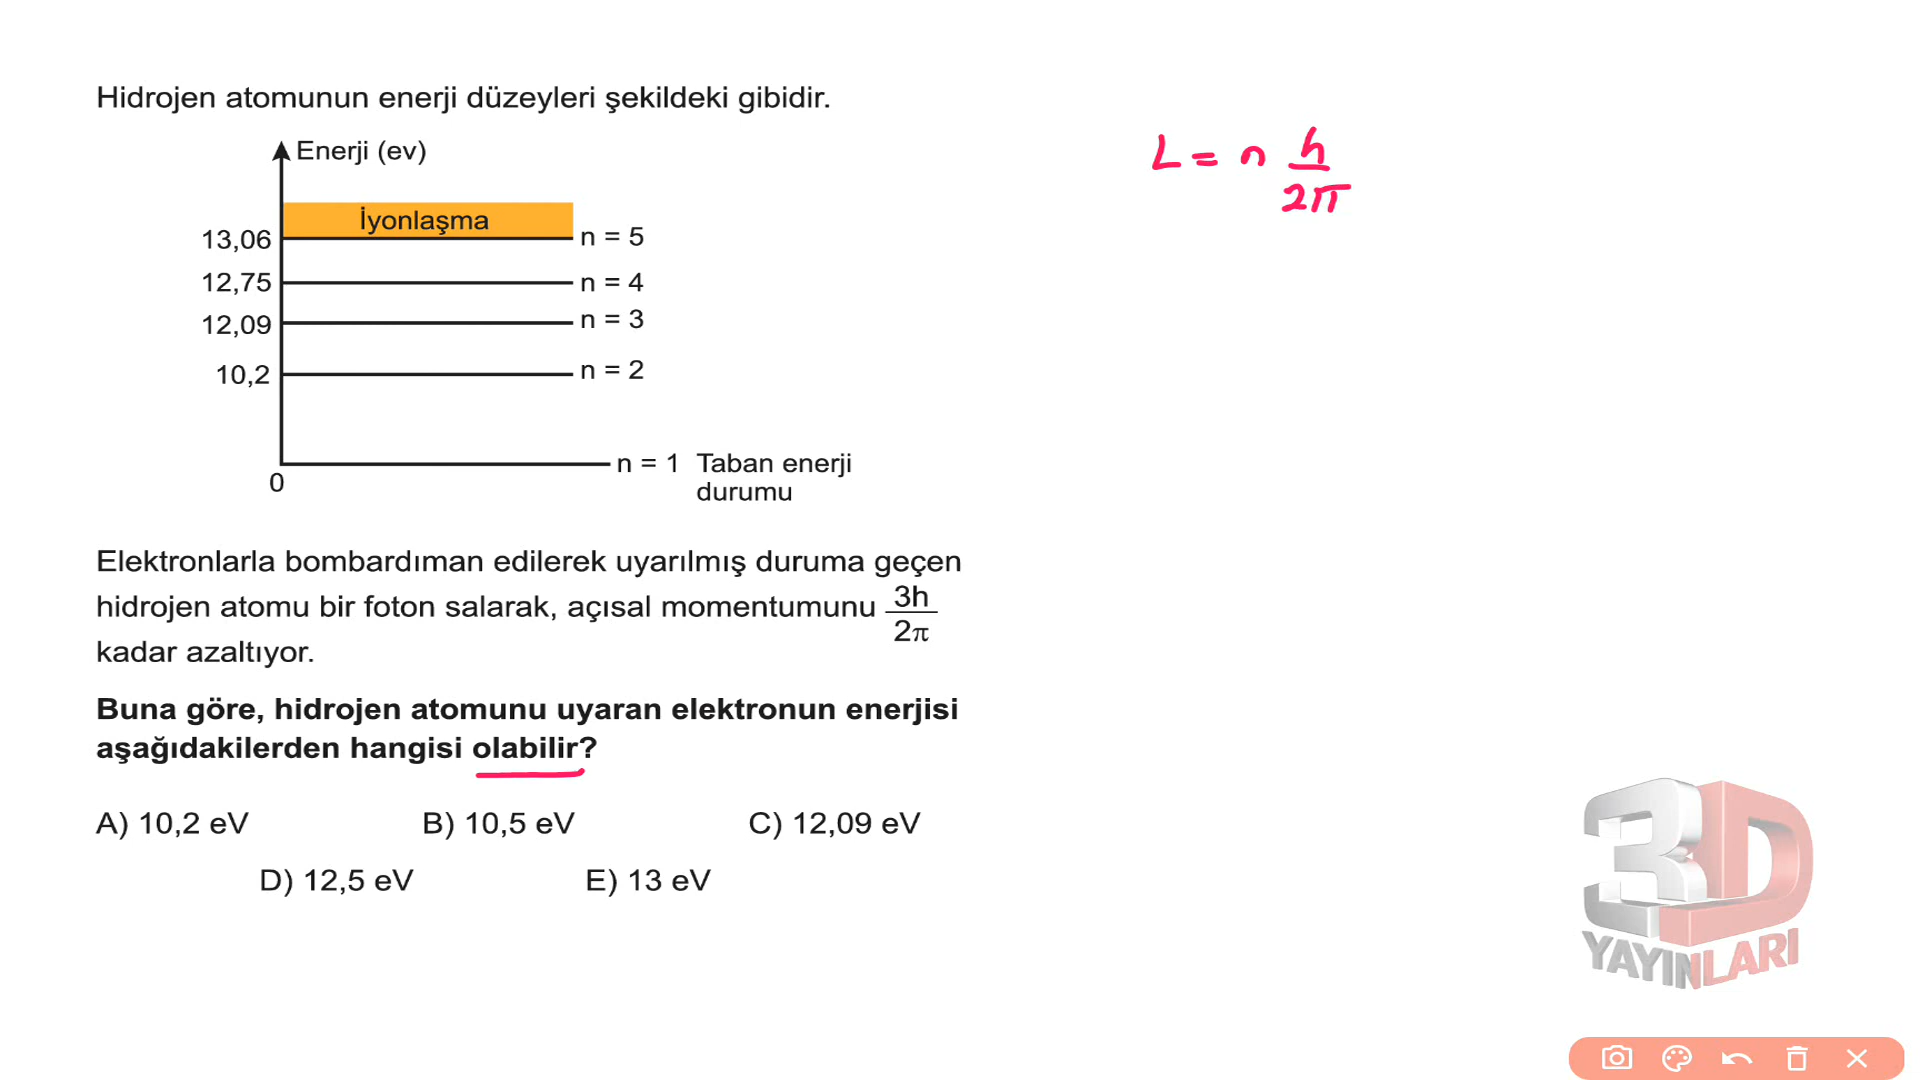 Hidrojen atomunun enerji düzeyleri şekildeki gibidir.
Enerji (ev)
İyonlaşma
13,06 n = 5
12,75 n = 4
12,09 n = 3
10,2 n = 2
n = 1 Taban enerji
durumu
0
L = n h
2π
Elektronlarla bombardıman edilerek uyarılmış duruma geçen
hidrojen atomu bir foton salarak, açısal momentumunu 3h
2π
kadar azaltıyor.
Buna göre, hidrojen atomunu uyaran elektronun enerjisi
aşağıdakilerden hangisi olabilir?
A) 10,2 eV B) 10,5 eV C) 12,09 eV
D) 12,5 eV E) 13 eV
3D
YAYINLARI